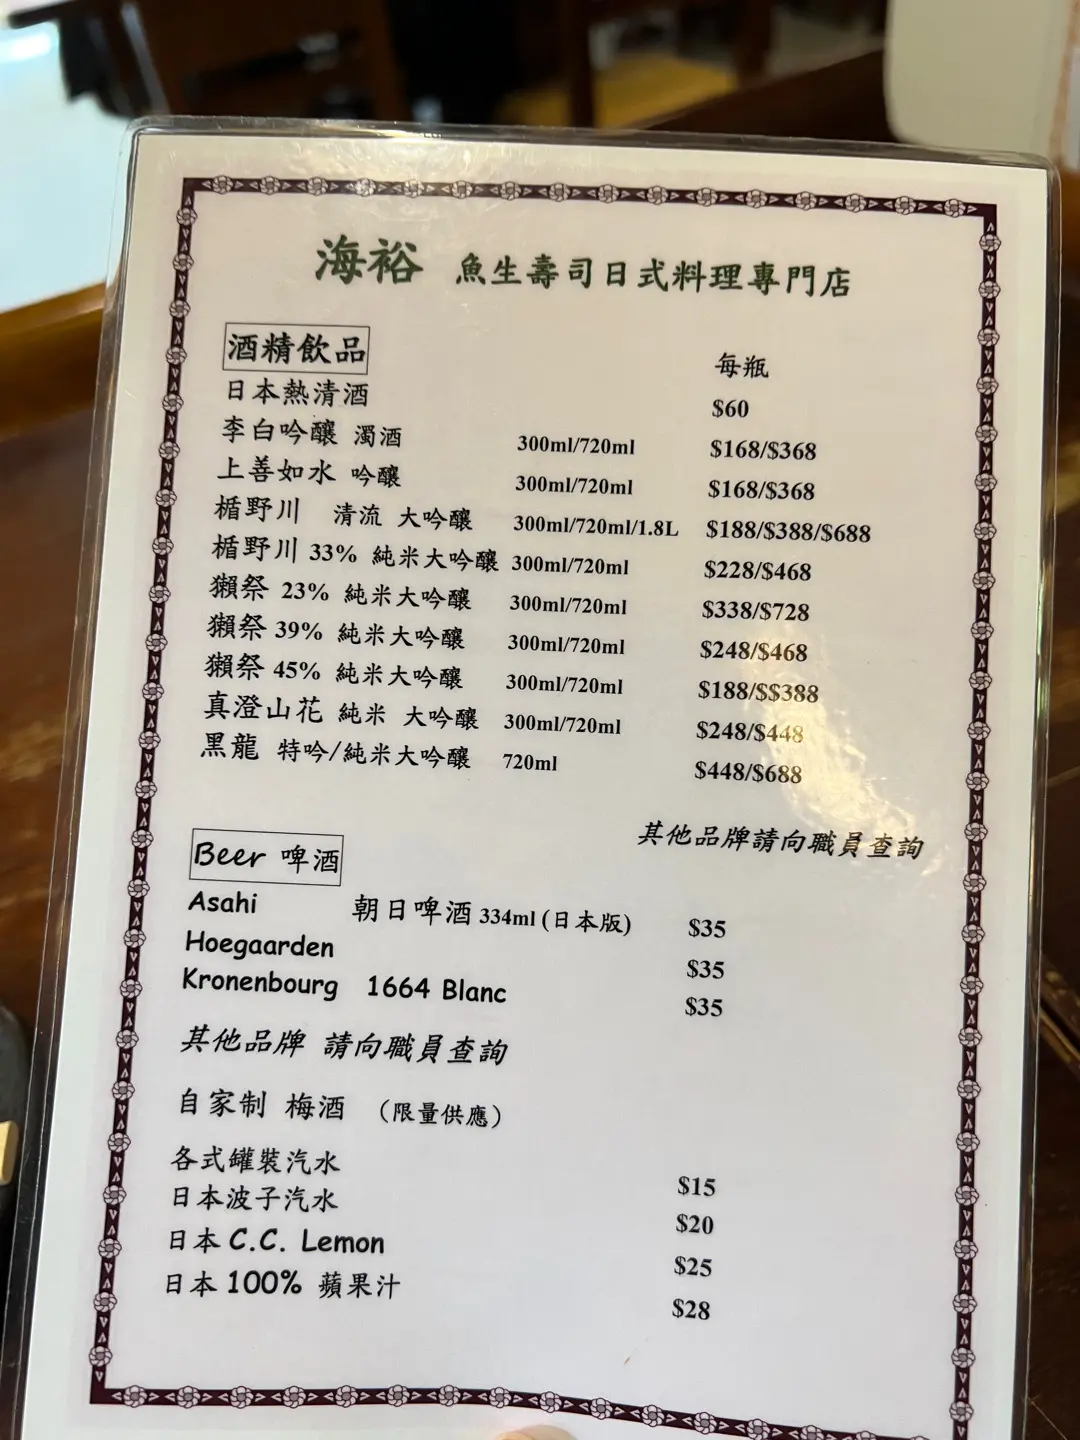 海裕 魚生壽司日式料理專門店
酒精飲品 每瓶
日本熱清酒 $60
李白吟釀 濁酒 300ml/720ml $168/$368
上善如水 吟釀 300ml/720ml $168/$368
楯野川 清流 大吟釀 300ml/720ml/1.8L $188/$388/$688
楯野川 33% 純米大吟釀 300ml/720ml $228/$468
獺祭 23% 純米大吟釀 300ml/720ml $338/$728
獺祭 39% 純米大吟釀 300ml/720ml $248/$468
獺祭 45% 純米大吟釀 300ml/720ml $188/$$388
真澄山花 純米 大吟釀 300ml/720ml $248/$448
黑龍 特吟/純米大吟釀 720ml $448/$688
其他品牌請向職員查詢
Beer 啤酒
Asahi 朝日啤酒 334ml (日本版) $35
Hoegaarden $35
Kronenbourg 1664 Blanc $35
其他品牌 請向職員查詢
自家制 梅酒 （限量供應）
各式罐裝汽水 $15
日本波子汽水 $20
日本 C.C. Lemon $25
日本 100% 蘋果汁 $28